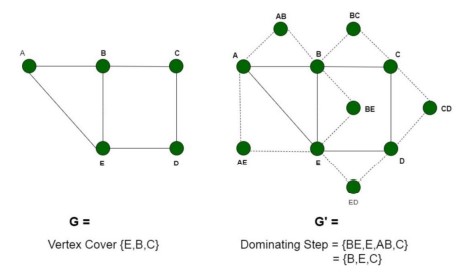 AB
BC
A
B
C
A
B
C
BE
CD
AE
E
D
E
D
ED
G =
G' =
Vertex Cover {E,B,C}
Dominating Step = {BE,E,AB,C}
= {B,E,C}